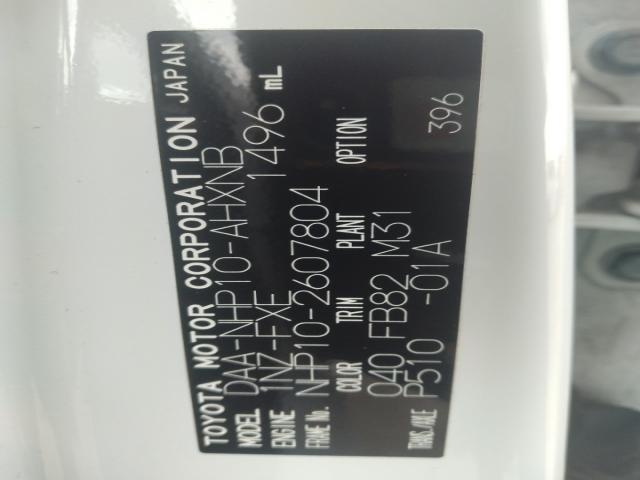 TOYOTA MOTOR CORPORATION JAPAN
MODEL DAA-NHP10-AHXNB
ENGINE 1NZ-FXE 1496 mL
FRAME No. NHP10-2607804
COLOR TRIM PLANT OPTION
040 FB82 M31
TRANS./AXLE P510 -01A 396